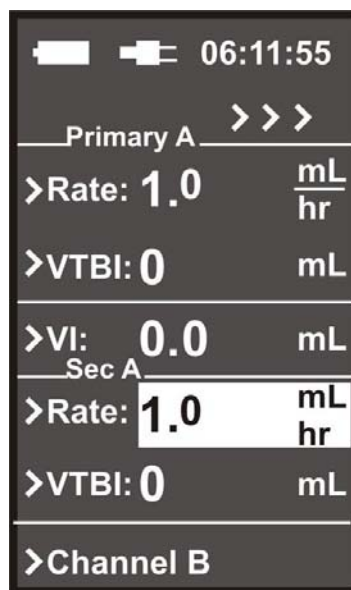 06:11:55
> > >
Primary A
>Rate: 1.0 mL/hr
>VTBI: 0 mL
>VI: 0.0 mL
Sec A
>Rate: 1.0 mL hr
>VTBI: 0 mL
>Channel B